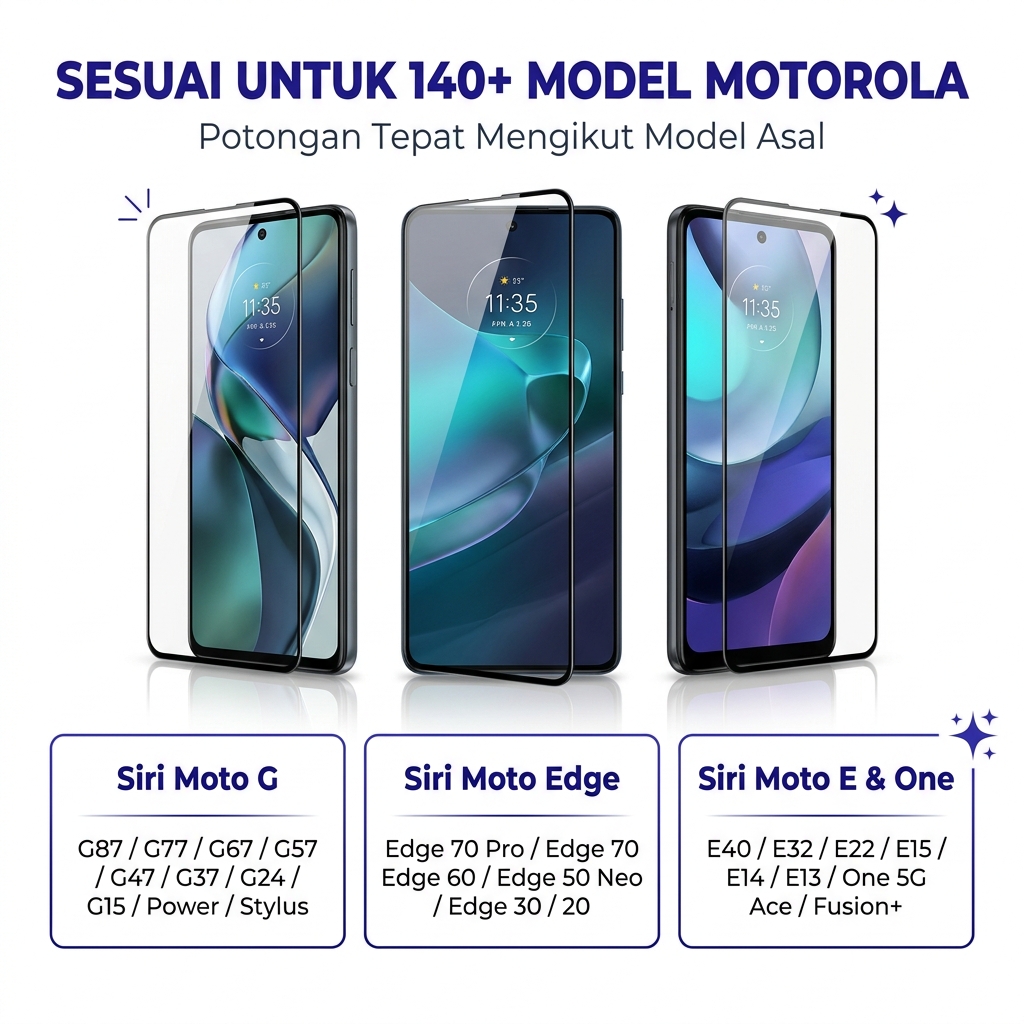 SESUAI UNTUK 140+ MODEL MOTOROLA
Potongan Tepat Mengikut Model Asal
11:35
11:35
11:35
Siri Moto G
G87 / G77 / G67 / G57
/ G47 / G37 / G24 /
G15 / Power / Stylus
Siri Moto Edge
Edge 70 Pro / Edge 70
Edge 60 / Edge 50 Neo
/ Edge 30 / 20
Siri Moto E & One
E40 / E32 / E22 / E15 /
E14 / E13 / One 5G
Ace / Fusion+